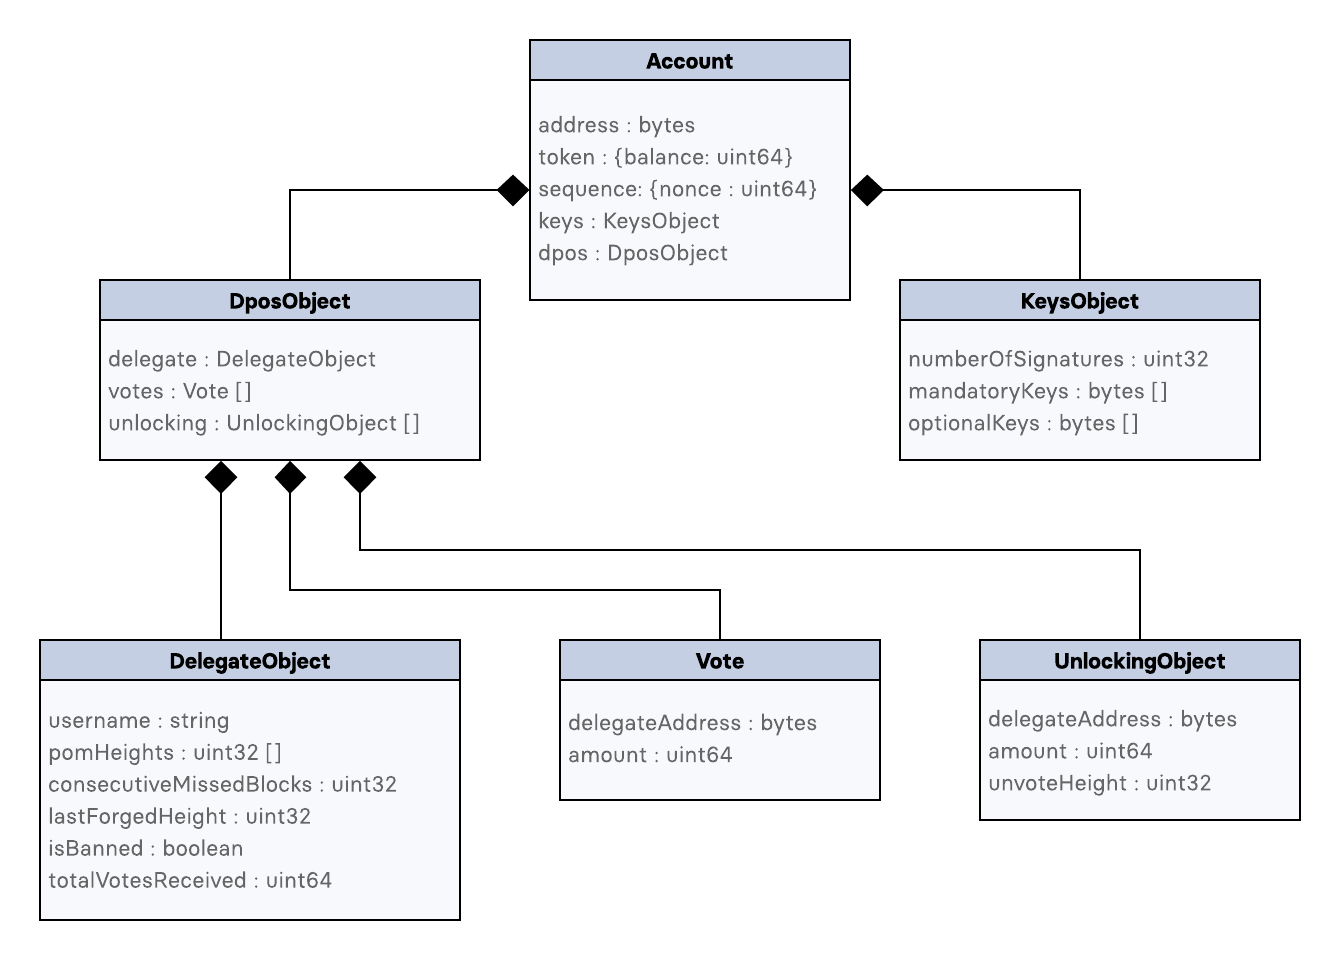 Account
address : bytes
token : {balance: uint64}
sequence: {nonce : uint64}
keys : KeysObject
dpos : DposObject
DposObject
delegate : DelegateObject
votes : Vote []
unlocking : UnlockingObject []
KeysObject
numberOfSignatures : uint32
mandatoryKeys : bytes []
optionalKeys : bytes []
DelegateObject
username : string
pomHeights : uint32 []
consecutiveMissedBlocks : uint32
lastForgedHeight : uint32
isBanned : boolean
totalVotesReceived : uint64
Vote
delegateAddress : bytes
amount : uint64
UnlockingObject
delegateAddress : bytes
amount : uint64
unvoteHeight : uint32